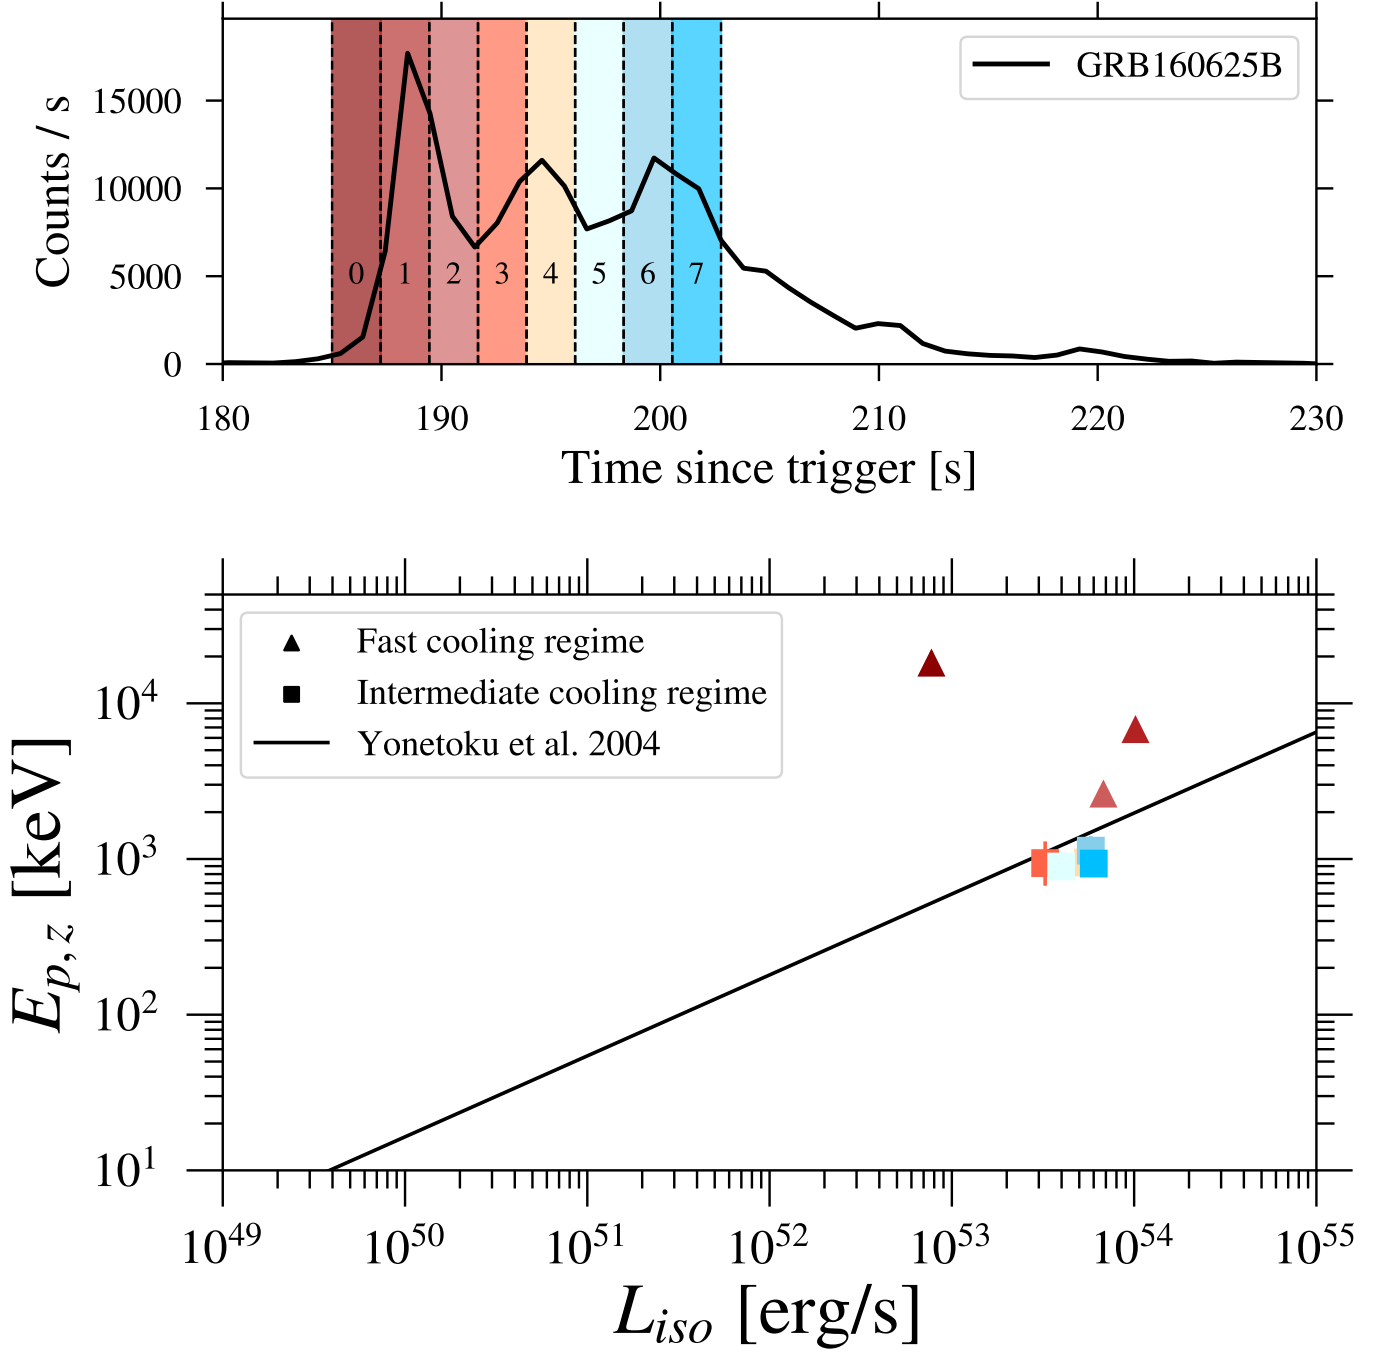 GRB160625B
Counts / s
15000
10000
5000
0
0 1 2 3 4 5 6 7
180 190 200 210 220 230
Time since trigger [s]
Fast cooling regime
Intermediate cooling regime
Yonetoku et al. 2004
E_{p,z} [keV]
10^4
10^3
10^2
10^1
10^49 10^50 10^51 10^52 10^53 10^54 10^55
L_{iso} [erg/s]